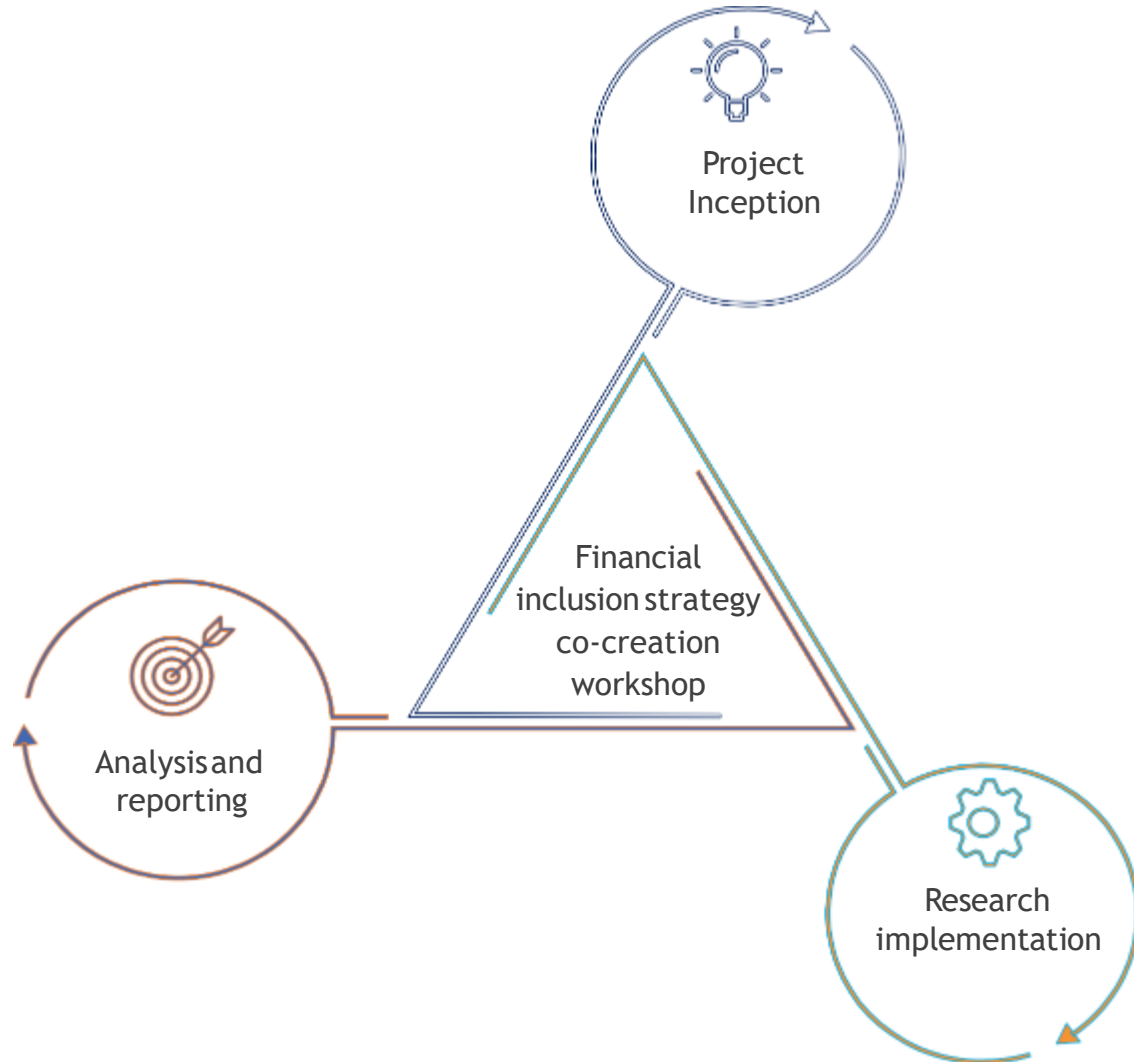 Project
Inception
Financial
inclusion strategy
co-creation
workshop
Analysis and
reporting
Research
implementation